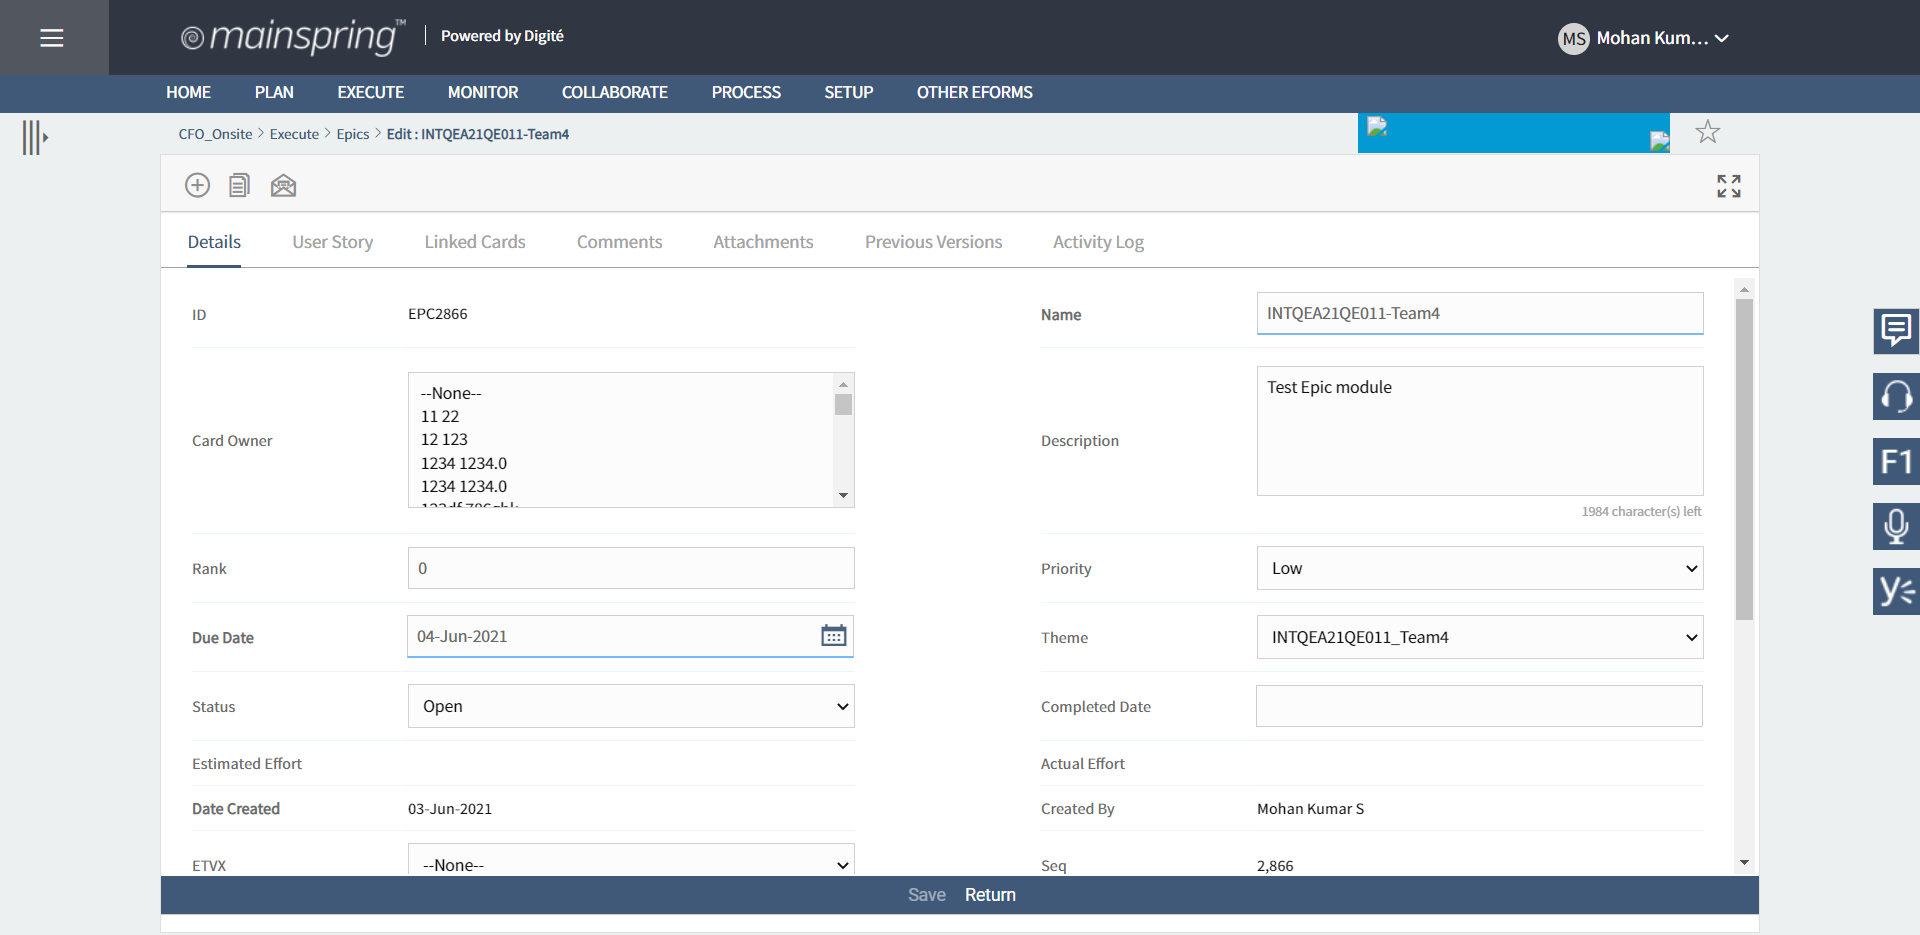 mainspring™ Powered by Digité
MS Mohan Kum...
HOME PLAN EXECUTE MONITOR COLLABORATE PROCESS SETUP OTHER EFORMS
CFO_Onsite > Execute > Epics > Edit : INTQEA21QE011-Team4
Details User Story Linked Cards Comments Attachments Previous Versions Activity Log
ID EPC2866
Name INTQEA21QE011-Team4
Card Owner
--None--
11 22
12 123
1234 1234.0
1234 1234.0
Description Test Epic module
1984 character(s) left
Rank 0
Priority Low
Due Date 04-Jun-2021
Theme INTQEA21QE011_Team4
Status Open
Completed Date
Estimated Effort
Actual Effort
Date Created 03-Jun-2021
Created By Mohan Kumar S
ETVX --None--
Seq 2,866
Save Return
F1